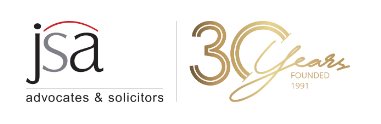 jsa
advocates & solicitors
30 Years
FOUNDED
1991